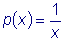 p(x) = 1/x